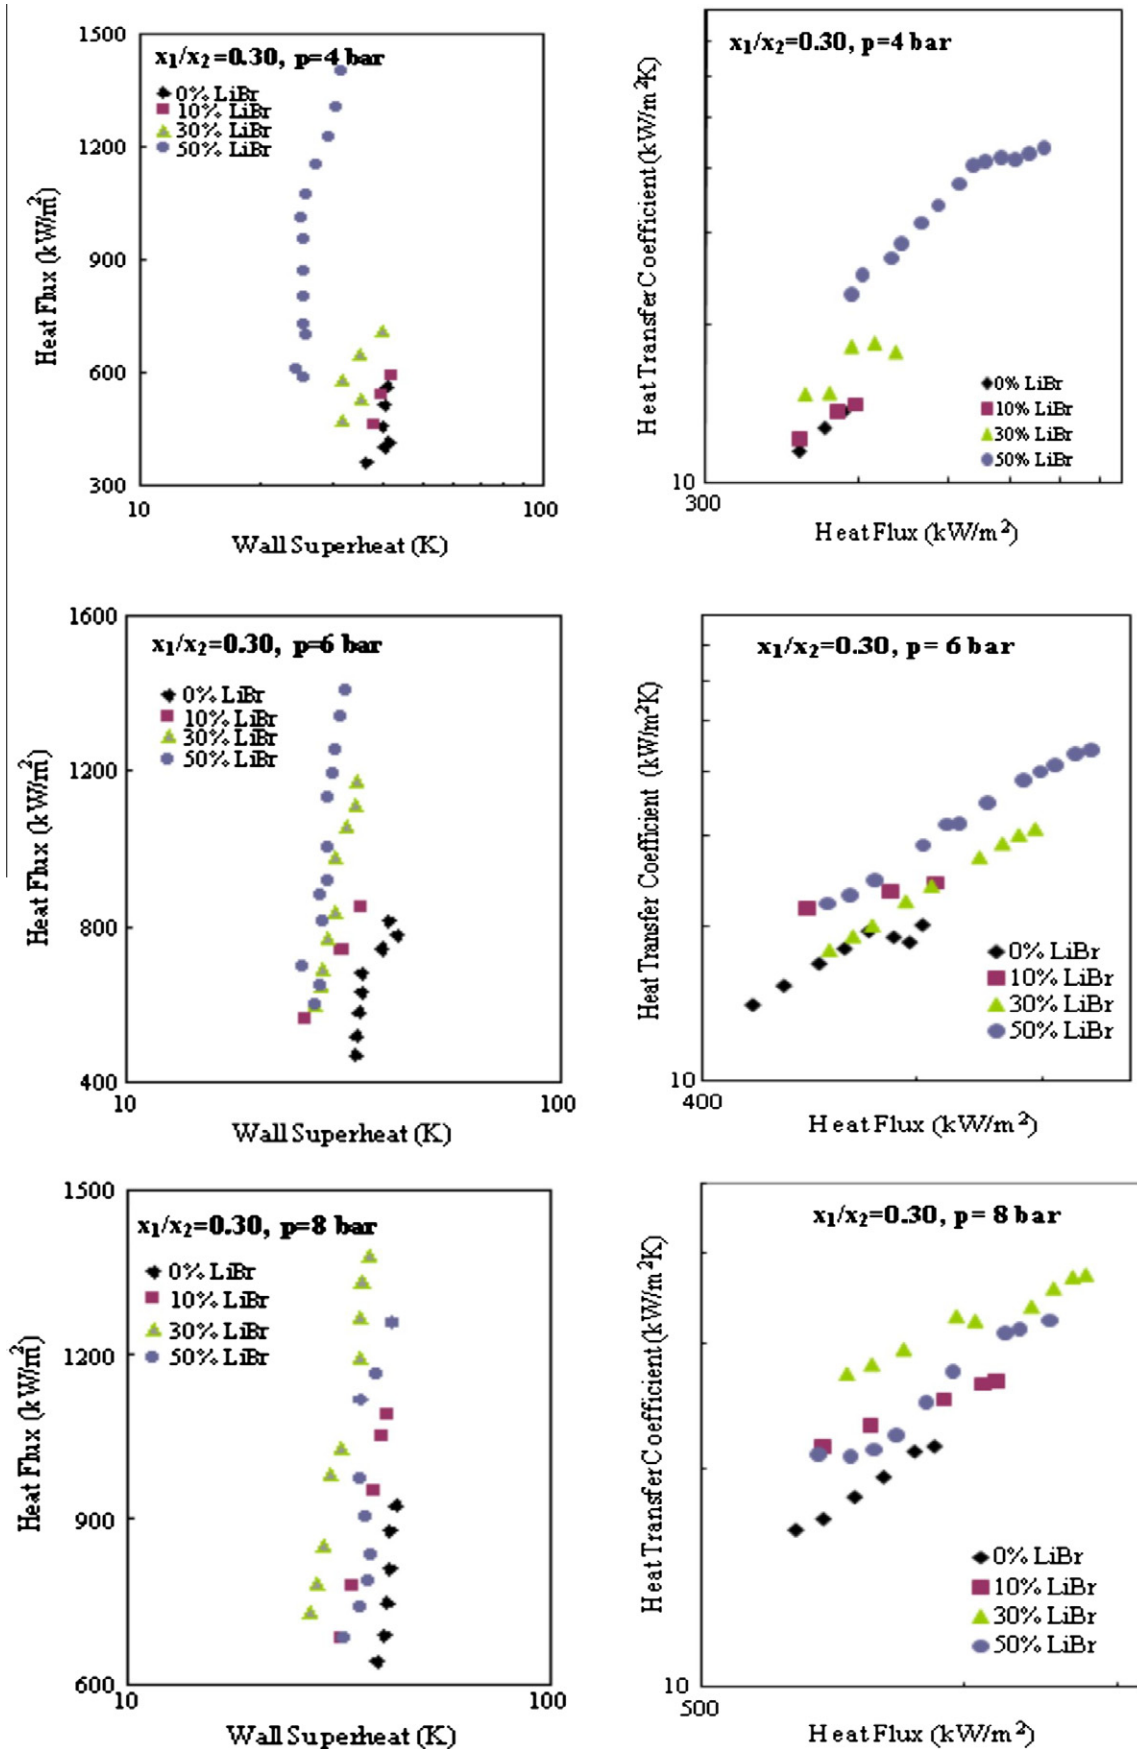 1500
x₁/x₂=0.30, p=4 bar
0% LiBr
10% LiBr
30% LiBr
50% LiBr
1200
900
600
300
10
100
Heat Flux (kW/m²)
Wall Superheat (K)
x₁/x₂=0.30, p=4 bar
Heat Transfer Coefficient (kW/m²K)
0% LiBr
10% LiBr
30% LiBr
50% LiBr
10
300
Heat Flux (kW/m²)
1600
x₁/x₂=0.30, p=6 bar
0% LiBr
10% LiBr
30% LiBr
50% LiBr
1200
800
400
10
100
Heat Flux (kW/m²)
Wall Superheat (K)
x₁/x₂=0.30, p= 6 bar
Heat Transfer Coefficient (kW/m²K)
0% LiBr
10% LiBr
30% LiBr
50% LiBr
10
400
Heat Flux (kW/m²)
1500
x₁/x₂=0.30, p=8 bar
0% LiBr
10% LiBr
30% LiBr
50% LiBr
1200
900
600
10
100
Heat Flux (kW/m²)
Wall Superheat (K)
x₁/x₂=0.30, p= 8 bar
Heat Transfer Coefficient (kW/m²K)
0% LiBr
10% LiBr
30% LiBr
50% LiBr
10
500
Heat Flux (kW/m²)